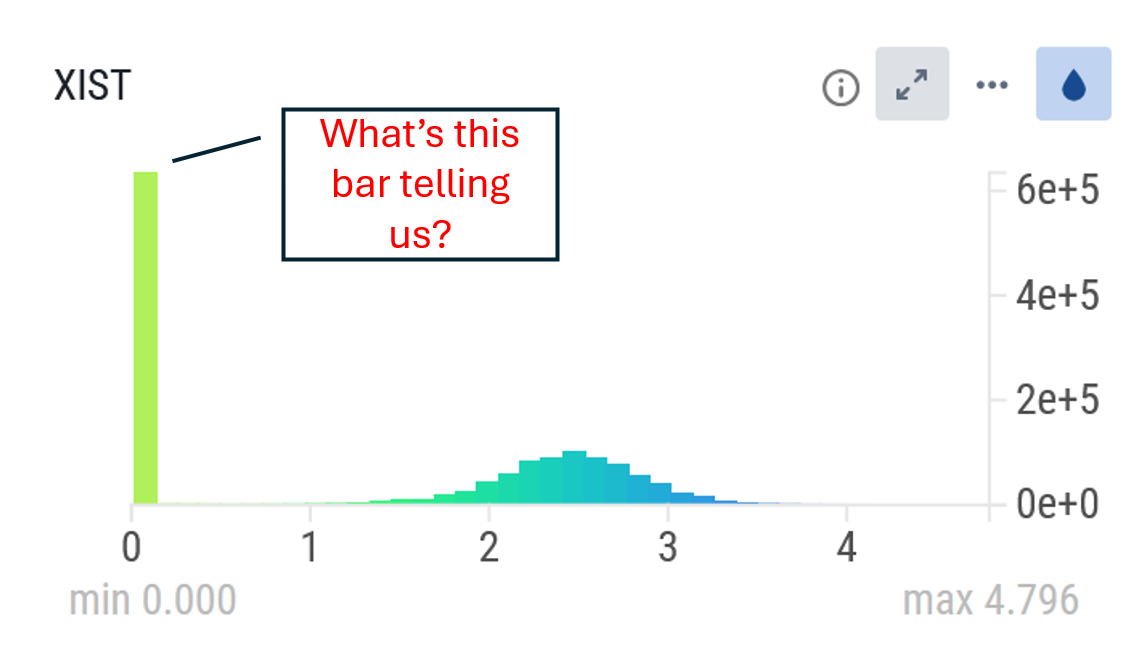 XIST
What’s this
bar telling
us?
6e+5
4e+5
2e+5
0e+0
0 1 2 3 4
min 0.000 max 4.796